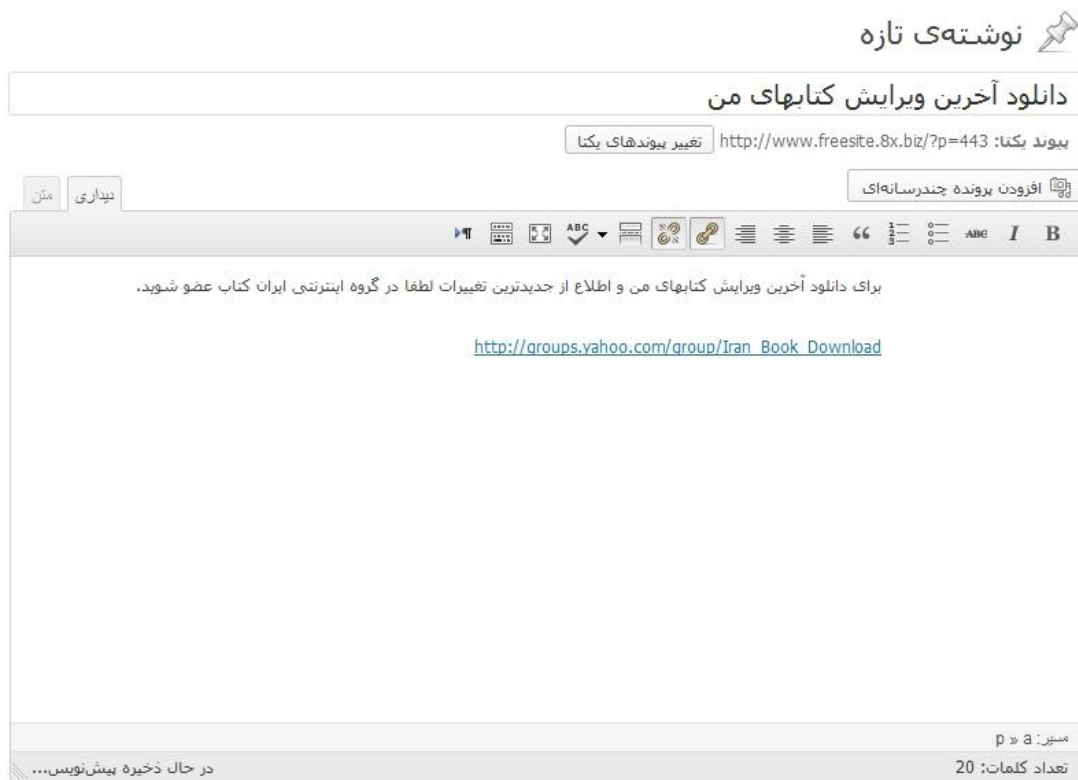 نوشته‌ی تازه
دانلود آخرین ویرایش کتابهای من
پیوند یکتا: http://www.freesite.8x.biz/?p=443 تغییر پیوندهای یکتا
افزودن پرونده چندرسانه‌ای
دیداری متن
B I ABC “ ABC ¶
برای دانلود آخرین ویرایش کتابهای من و اطلاع از جدیدترین تغییرات لطفا در گروه اینترنتی ایران کتاب عضو شوید.
http://groups.yahoo.com/group/Iran_Book_Download
مسیر: p » a
تعداد کلمات: 20 در حال ذخیره پیش‌نویس...